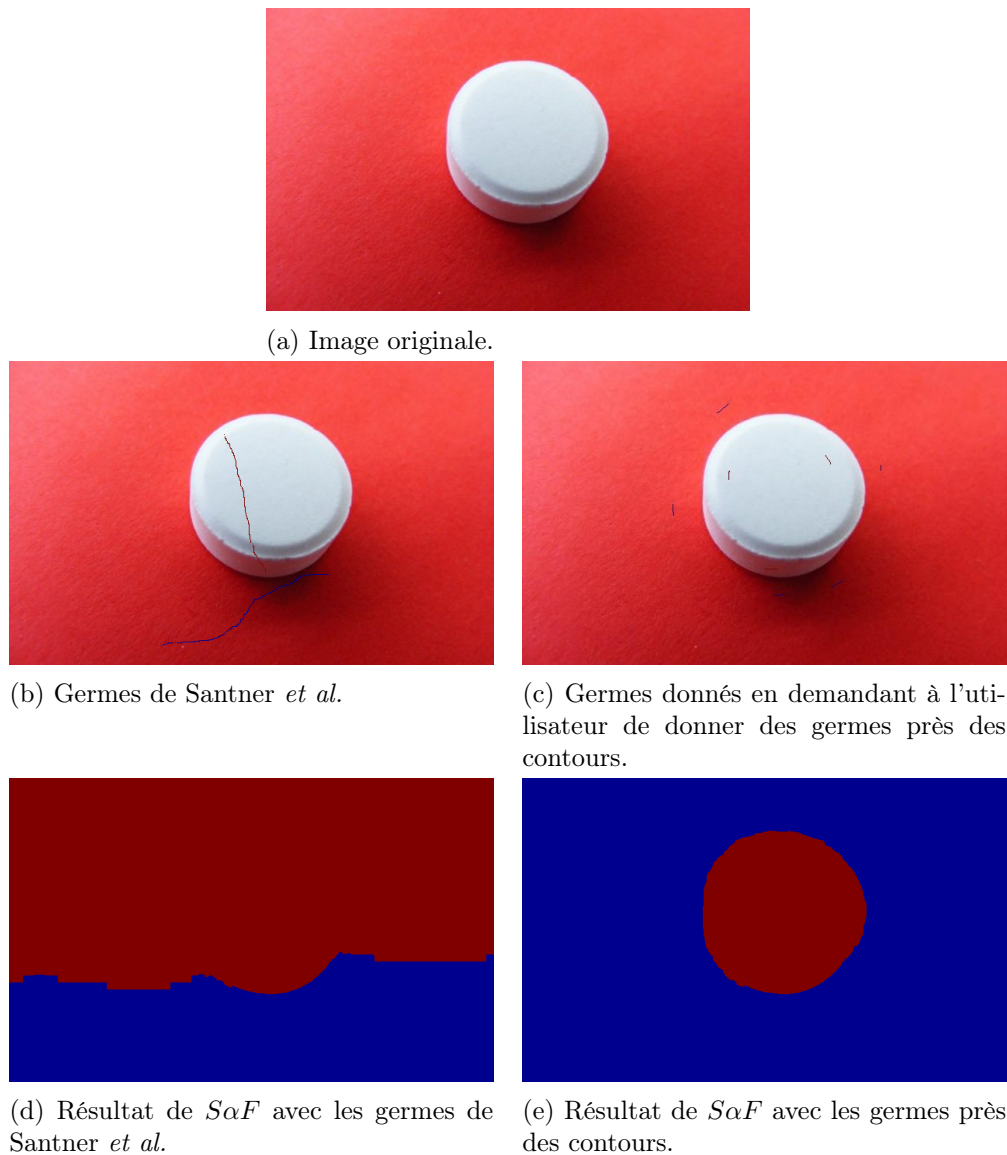 (a) Image originale.
(b) Germes de Santner et al.
(c) Germes donnés en demandant à l'uti-
lisateur de donner des germes près des
contours.
(d) Résultat de SαF avec les germes de
Santner et al.
(e) Résultat de SαF avec les germes près
des contours.